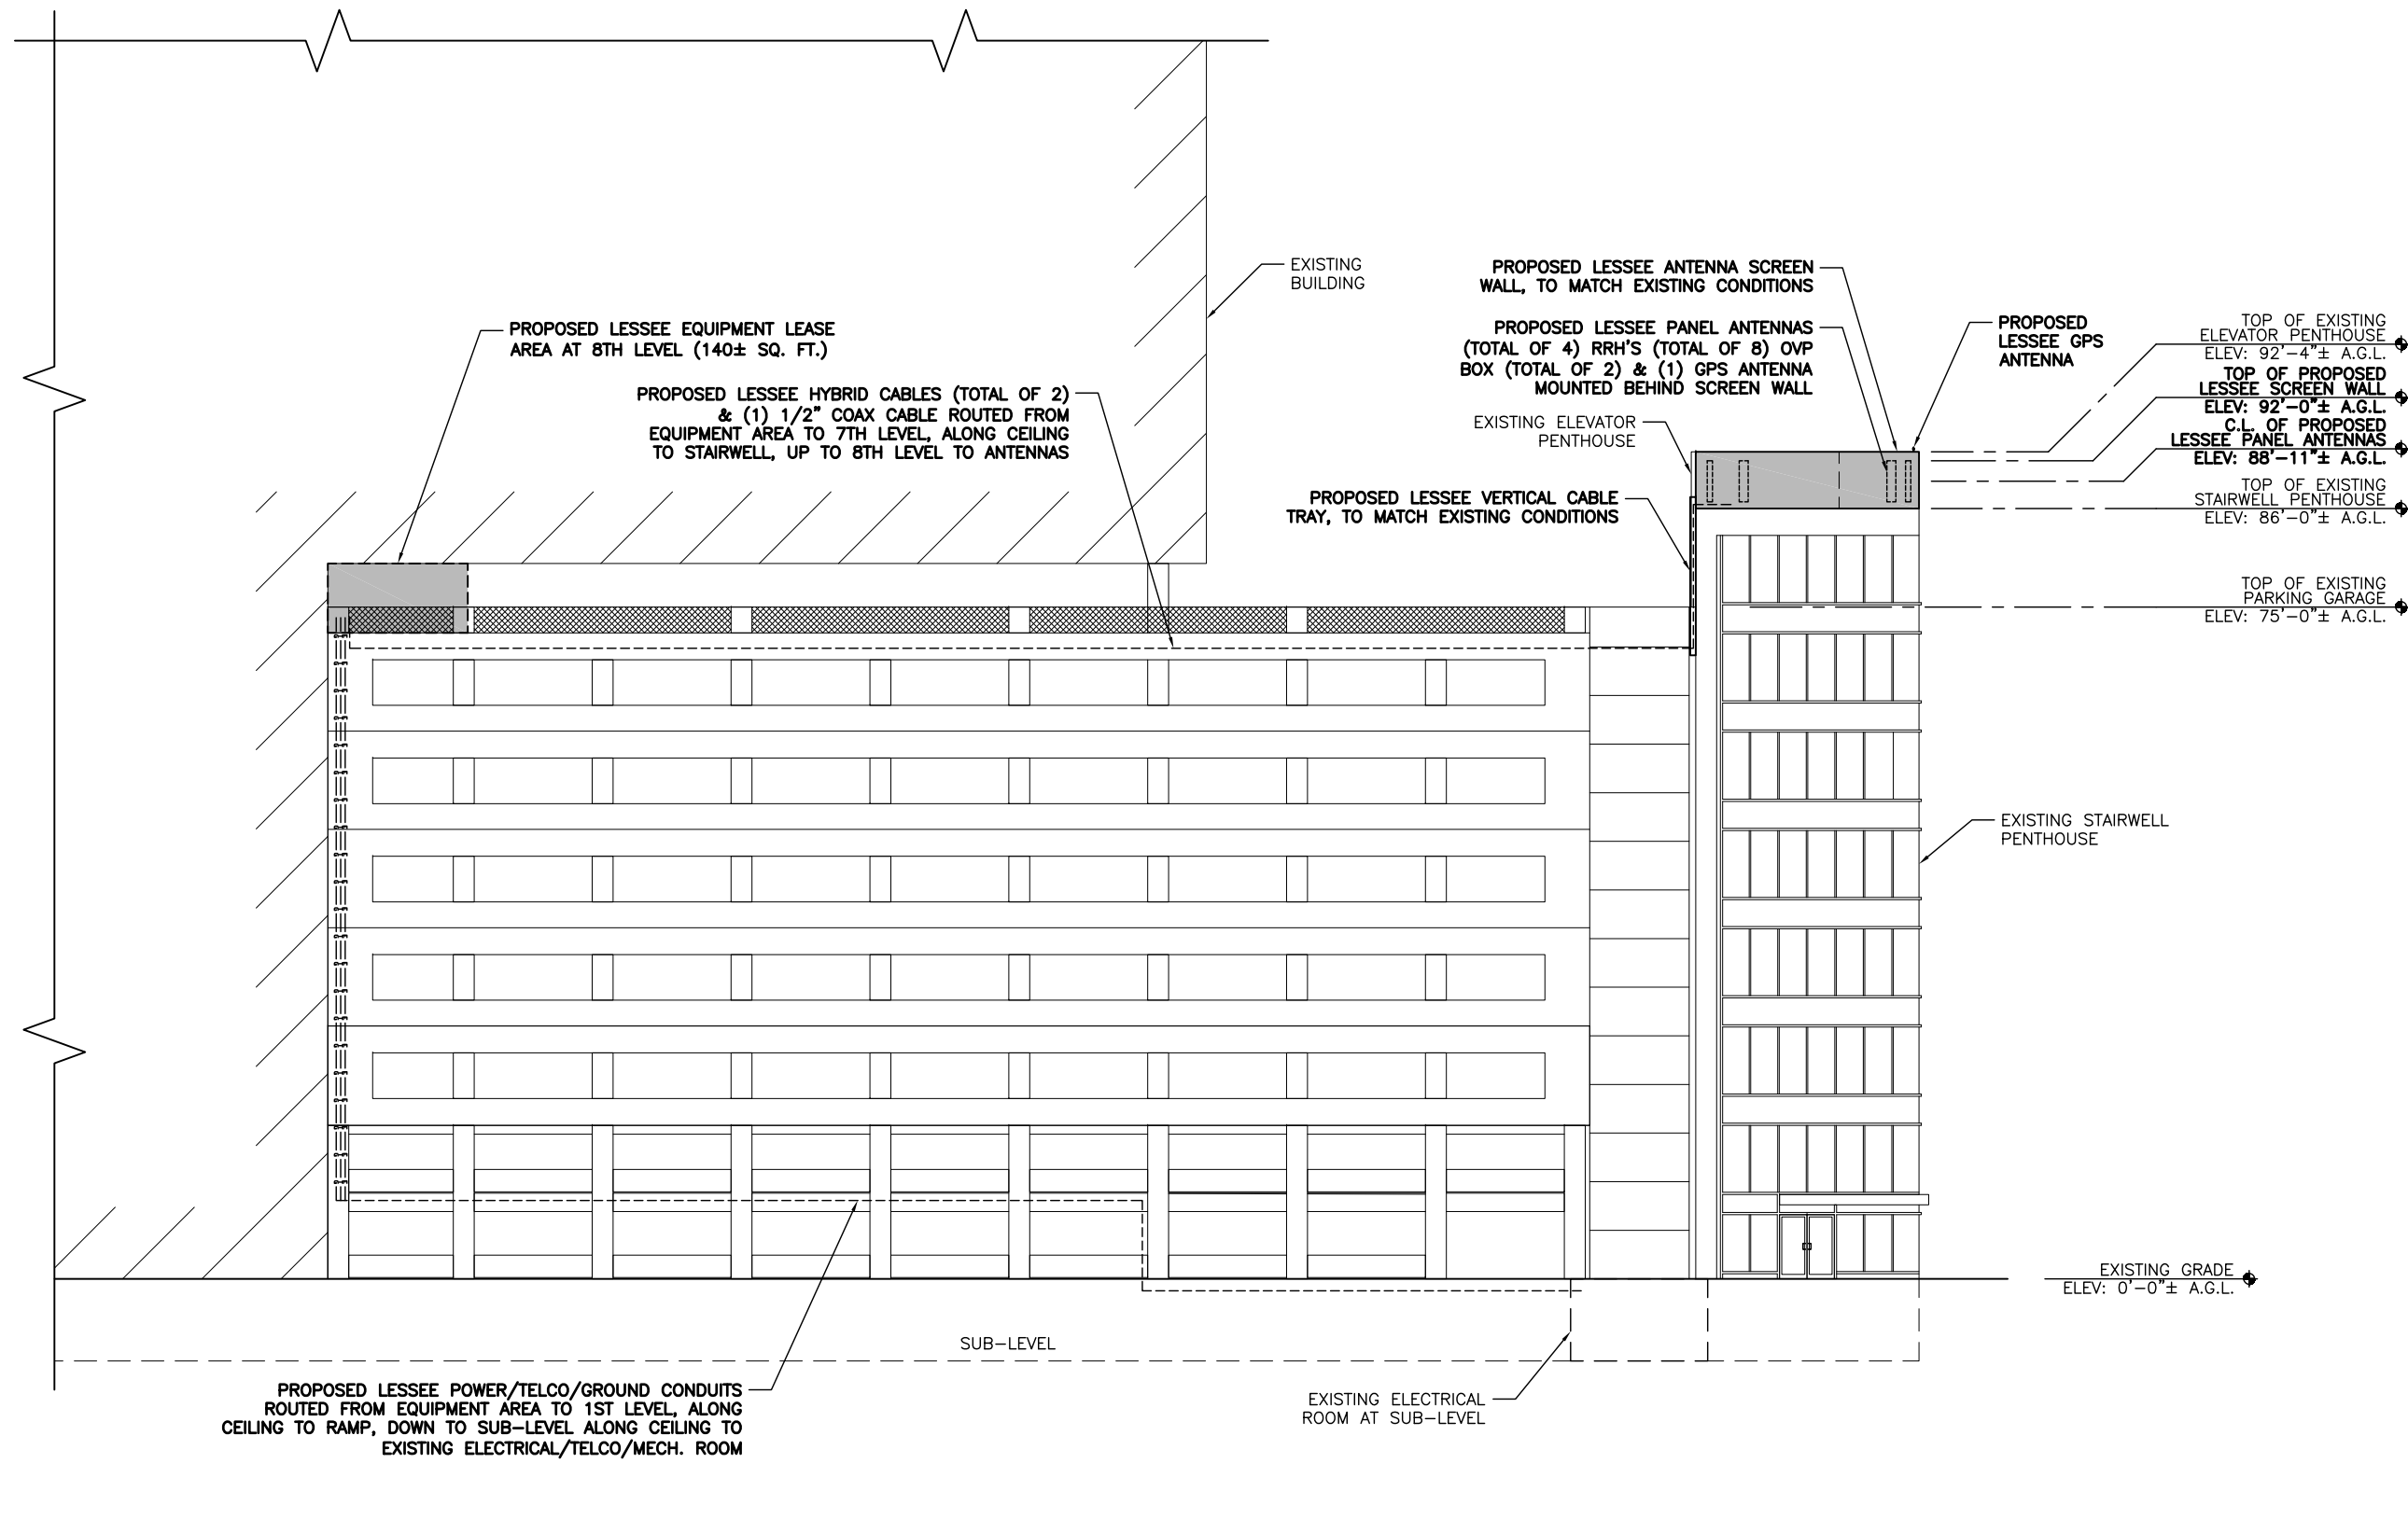 EXISTING
BUILDING
PROPOSED LESSEE ANTENNA SCREEN
WALL, TO MATCH EXISTING CONDITIONS
PROPOSED LESSEE EQUIPMENT LEASE
AREA AT 8TH LEVEL (140± SQ. FT.)
PROPOSED LESSEE PANEL ANTENNAS
(TOTAL OF 4) RRH'S (TOTAL OF 8) OVP
BOX (TOTAL OF 2) & (1) GPS ANTENNA
MOUNTED BEHIND SCREEN WALL
PROPOSED
LESSEE GPS
ANTENNA
TOP OF EXISTING
ELEVATOR PENTHOUSE
ELEV: 92'-4"± A.G.L.
TOP OF PROPOSED
LESSEE SCREEN WALL
ELEV: 92'-0"± A.G.L.
C.L. OF PROPOSED
LESSEE PANEL ANTENNAS
ELEV: 88'-11"± A.G.L.
TOP OF EXISTING
STAIRWELL PENTHOUSE
ELEV: 86'-0"± A.G.L.
TOP OF EXISTING
PARKING GARAGE
ELEV: 75'-0"± A.G.L.
PROPOSED LESSEE HYBRID CABLES (TOTAL OF 2)
& (1) 1/2" COAX CABLE ROUTED FROM
EQUIPMENT AREA TO 7TH LEVEL, ALONG CEILING
TO STAIRWELL, UP TO 8TH LEVEL TO ANTENNAS
EXISTING ELEVATOR
PENTHOUSE
PROPOSED LESSEE VERTICAL CABLE
TRAY, TO MATCH EXISTING CONDITIONS
EXISTING STAIRWELL
PENTHOUSE
EXISTING GRADE
ELEV: 0'-0"± A.G.L.
SUB-LEVEL
PROPOSED LESSEE POWER/TELCO/GROUND CONDUITS
ROUTED FROM EQUIPMENT AREA TO 1ST LEVEL, ALONG
CEILING TO RAMP, DOWN TO SUB-LEVEL ALONG CEILING TO
EXISTING ELECTRICAL/TELCO/MECH. ROOM
EXISTING ELECTRICAL
ROOM AT SUB-LEVEL